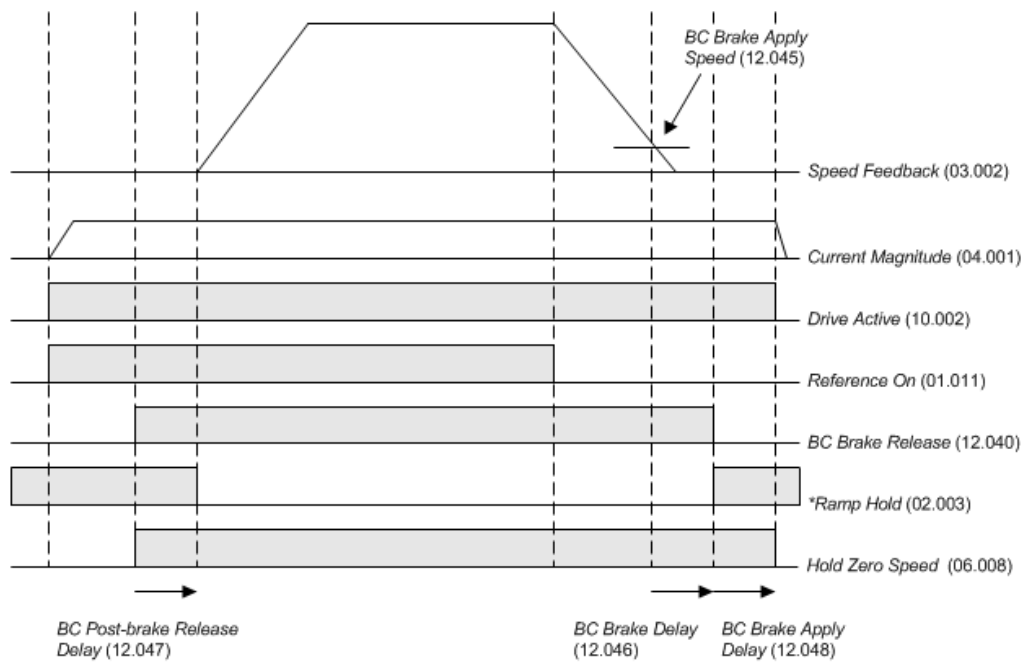 BC Brake Apply
Speed (12.045)
Speed Feedback (03.002)
Current Magnitude (04.001)
Drive Active (10.002)
Reference On (01.011)
BC Brake Release (12.040)
*Ramp Hold (02.003)
Hold Zero Speed (06.008)
BC Post-brake Release
Delay (12.047)
BC Brake Delay
(12.046)
BC Brake Apply
Delay (12.048)